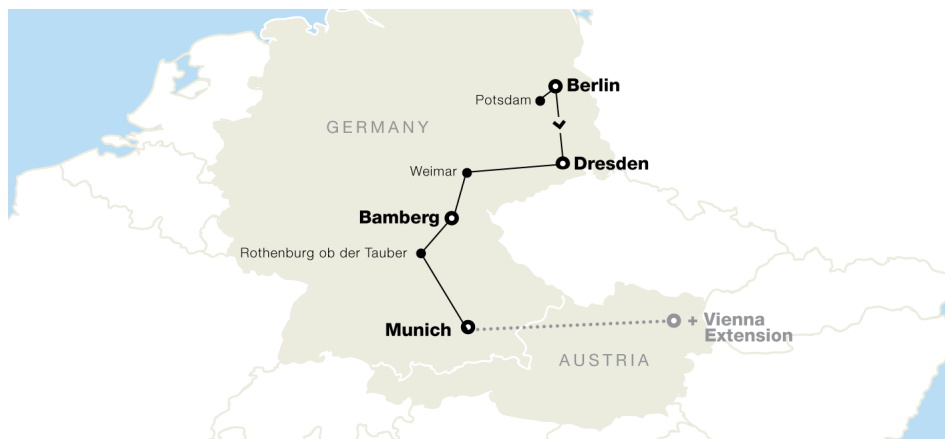 Berlin
Potsdam
GERMANY
Dresden
Weimar
Bamberg
Rothenburg ob der Tauber
Munich
+ Vienna
Extension
AUSTRIA